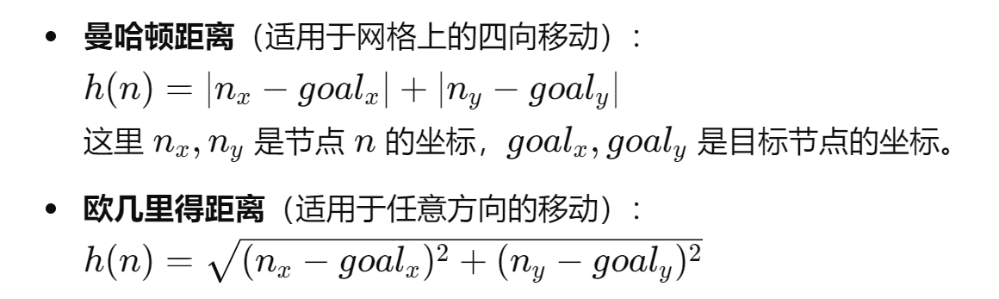 • 曼哈顿距离（适用于网格上的四向移动）：
h(n) = |n_x − goal_x| + |n_y − goal_y|
这里 n_x, n_y 是节点 n 的坐标，goal_x, goal_y 是目标节点的坐标。
• 欧几里得距离（适用于任意方向的移动）：
h(n) = √((n_x − goal_x)² + (n_y − goal_y)²)